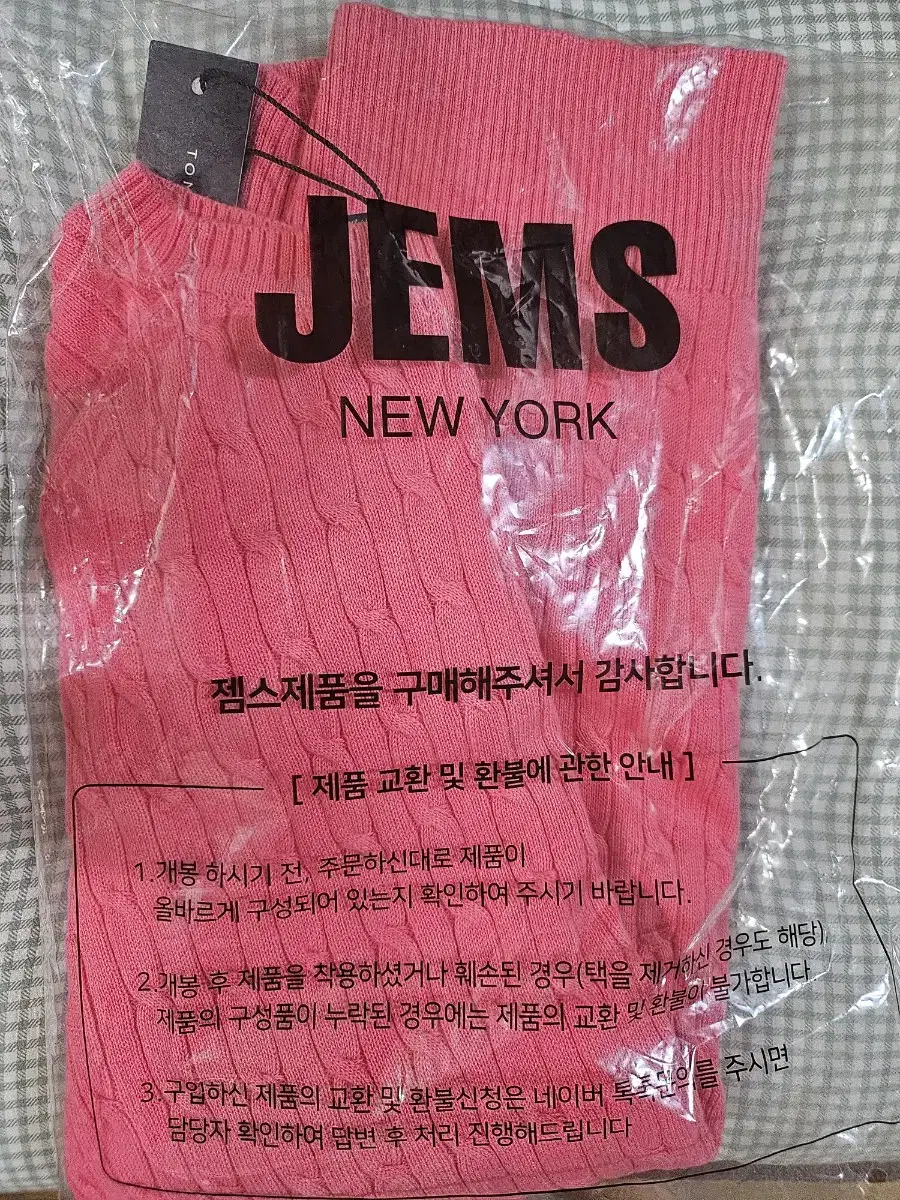 TOM
JEMS
NEW YORK
젬스제품을 구매해주셔서 감사합니다.
[ 제품 교환 및 환불에 관한 안내 ]
1.개봉 하시기 전, 주문하신대로 제품이
올바르게 구성되어 있는지 확인하여 주시기 바랍니다.
2.개봉 후 제품을 착용하셨거나 훼손된 경우(택을 제거하신 경우도 해당),
제품의 구성품이 누락된 경우에는 제품의 교환 및 환불이 불가합니다
3.구입하신 제품의 교환 및 환불신청은 네이버 톡톡문의를 주시면
담당자 확인하여 답변 후 처리 진행해드립니다